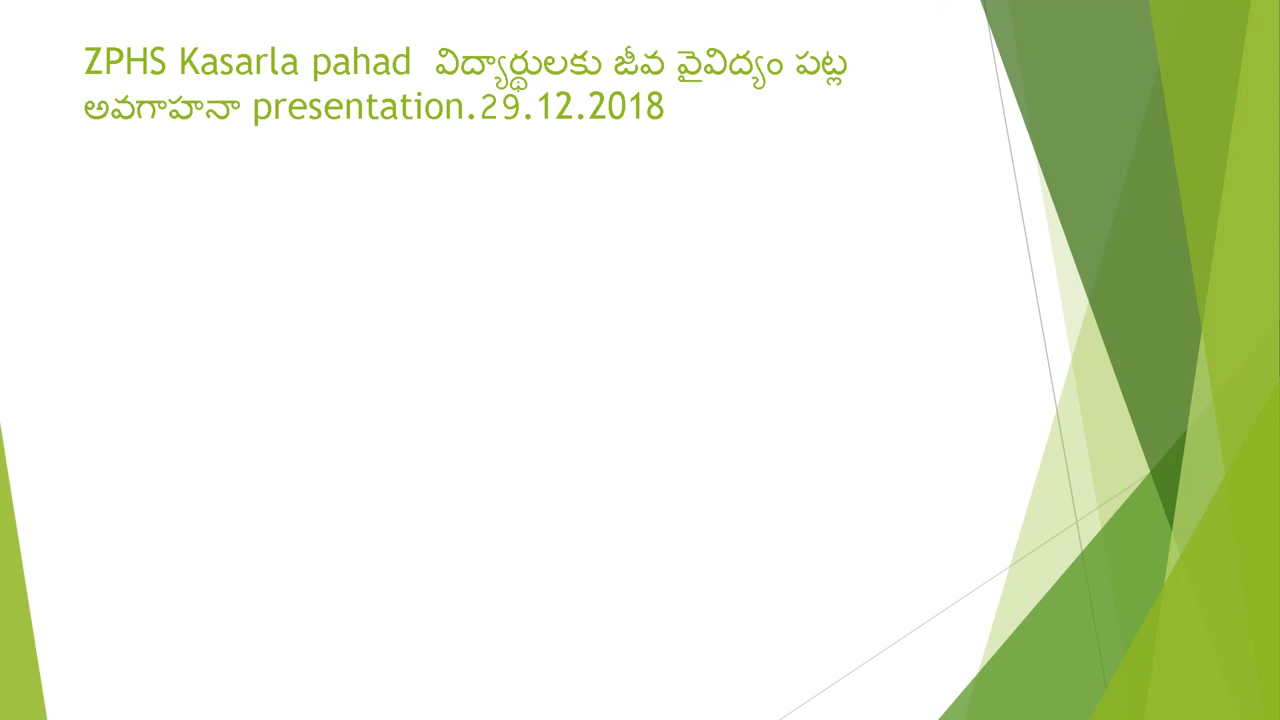 ZPHS Kasarla pahad విద్యార్థులకు జీవ వైవిద్యం పట్ల
అవగాహనా presentation.29.12.2018